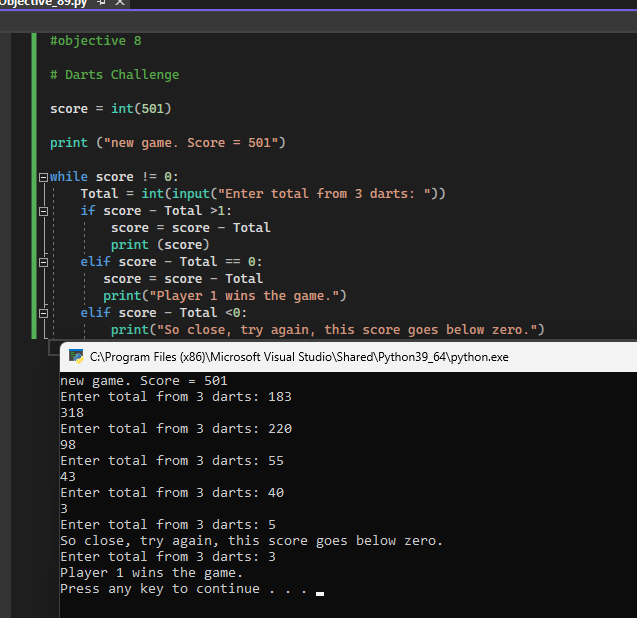 Objective_89.py
#objective 8
# Darts Challenge
score = int(501)
print ("new game. Score = 501")
while score != 0:
    Total = int(input("Enter total from 3 darts: "))
    if score - Total >1:
        score = score - Total
        print (score)
    elif score - Total == 0:
       score = score - Total
       print("Player 1 wins the game.")
    elif score - Total <0:
        print("So close, try again, this score goes below zero.")
C:\Program Files (x86)\Microsoft Visual Studio\Shared\Python39_64\python.exe
new game. Score = 501
Enter total from 3 darts: 183
318
Enter total from 3 darts: 220
98
Enter total from 3 darts: 55
43
Enter total from 3 darts: 40
3
Enter total from 3 darts: 5
So close, try again, this score goes below zero.
Enter total from 3 darts: 3
Player 1 wins the game.
Press any key to continue . . .